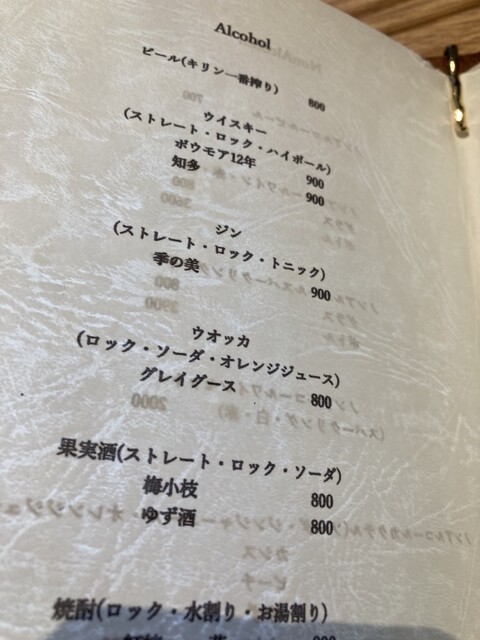 Alcohol
ビール(キリン一番搾り) 800
ウイスキー
(ストレート・ロック・ハイボール)
ボウモア12年 900
知多 900
ジン
(ストレート・ロック・トニック)
季の美 900
ウオッカ
(ロック・ソーダ・オレンジジュース)
グレイグース 800
果実酒(ストレート・ロック・ソーダ)
梅小枝 800
ゆず酒 800
焼酎(ロック・水割り・お湯割り)